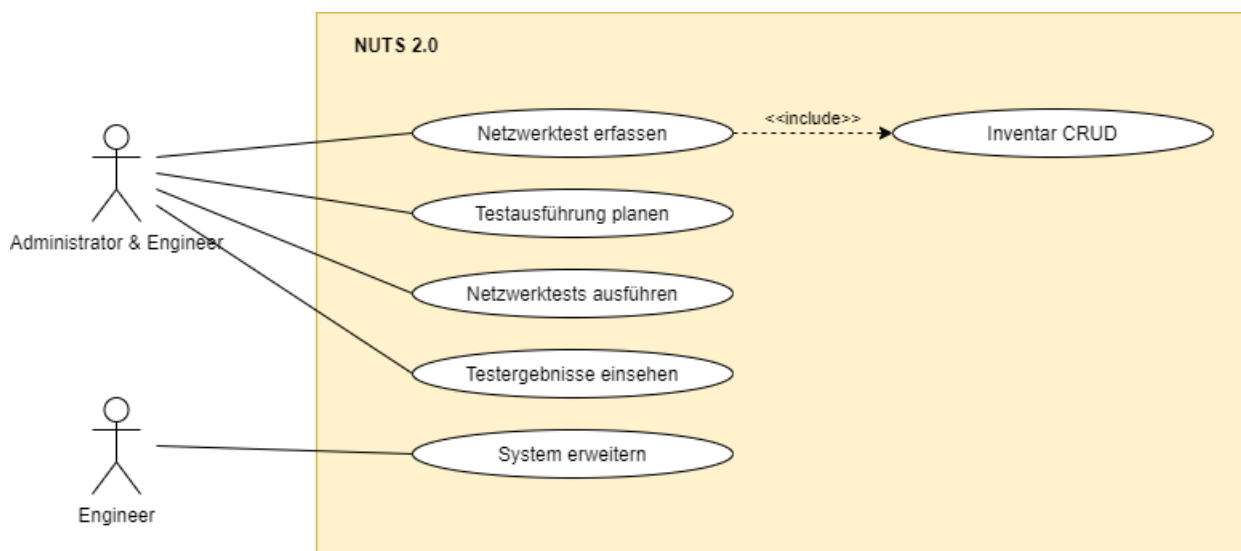 NUTS 2.0
Netzwerktest erfassen
<<include>>
Inventar CRUD
Testausführung planen
Administrator & Engineer
Netzwerktests ausführen
Testergebnisse einsehen
System erweitern
Engineer